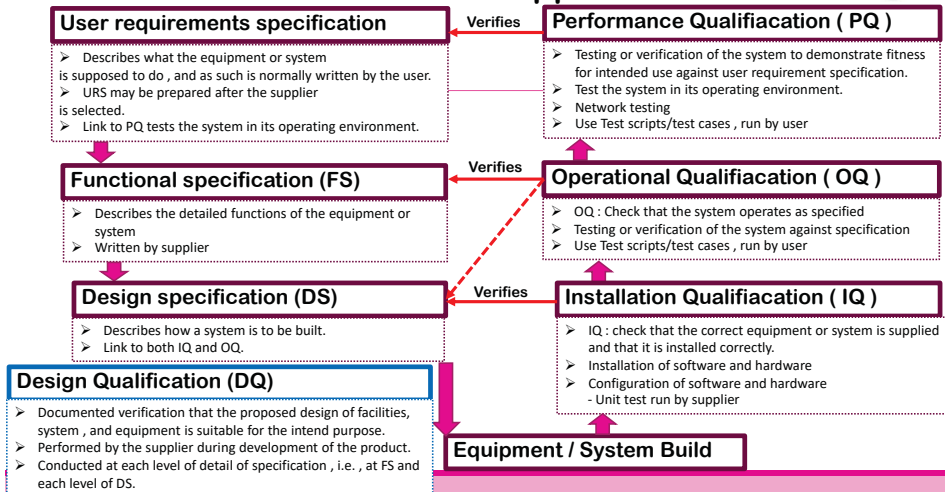 User requirements specification
➢ Describes what the equipment or system
is supposed to do , and as such is normally written by the user.
➢ URS may be prepared after the supplier
is selected.
➢ Link to PQ tests the system in its operating environment.
Verifies
Performance Qualifiacation ( PQ )
➢ Testing or verification of the system to demonstrate fitness
for intended use against user requirement specification.
➢ Test the system in its operating environment.
➢ Network testing
➢ Use Test scripts/test cases , run by user
Functional specification (FS)
➢ Describes the detailed functions of the equipment or
system
➢ Written by supplier
Verifies
Operational Qualifiacation ( OQ )
➢ OQ : Check that the system operates as specified
➢ Testing or verification of the system against specification
➢ Use Test scripts/test cases , run by user
Design specification (DS)
➢ Describes how a system is to be built.
➢ Link to both IQ and OQ.
Verifies
Installation Qualifiacation ( IQ )
➢ IQ : check that the correct equipment or system is supplied
and that it is installed correctly.
➢ Installation of software and hardware
➢ Configuration of software and hardware
- Unit test run by supplier
Design Qualification (DQ)
➢ Documented verification that the proposed design of facilities,
system , and equipment is suitable for the intend purpose.
➢ Performed by the supplier during development of the product.
➢ Conducted at each level of detail of specification , i.e. , at FS and
each level of DS.
Equipment / System Build